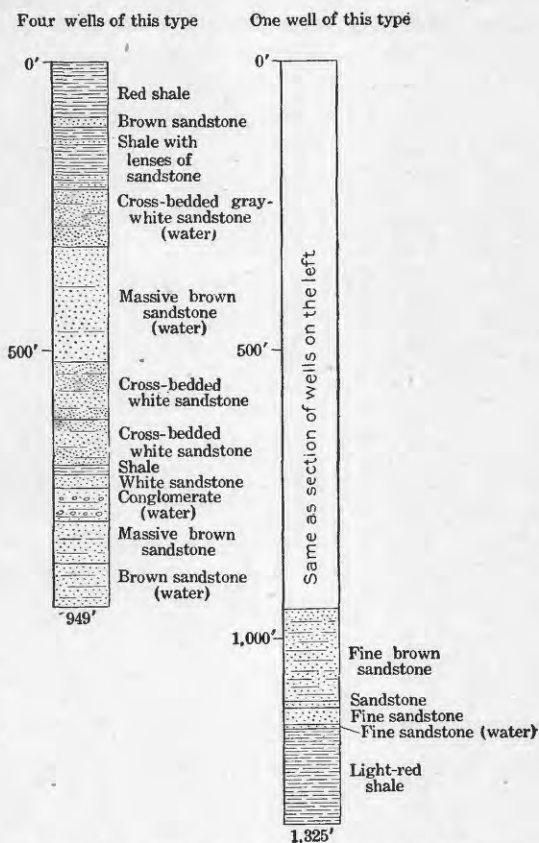 Four wells of this type
One well of this type
0'
Red shale
Brown sandstone
Shale with
lenses of
sandstone
Cross-bedded gray-
white sandstone
(water)
Massive brown
sandstone
(water)
500'
Cross-bedded
white sandstone
Cross-bedded
white sandstone
Shale
White sandstone
Conglomerate
(water)
Massive brown
sandstone
Brown sandstone
(water)
949'
0'
500'
Same as section of wells on the left
1,000'
Fine brown
sandstone
Sandstone
Fine sandstone
Fine sandstone (water)
Light-red
shale
1,325'